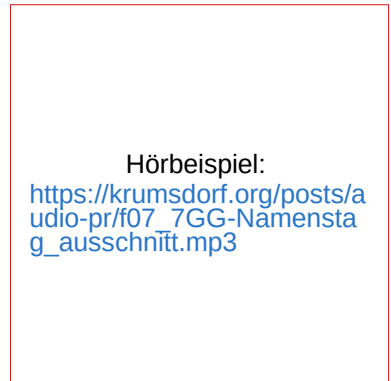 Hörbeispiel:
https://krumsdorf.org/posts/a
udio-pr/f07_7GG-Namensta
g_ausschnitt.mp3